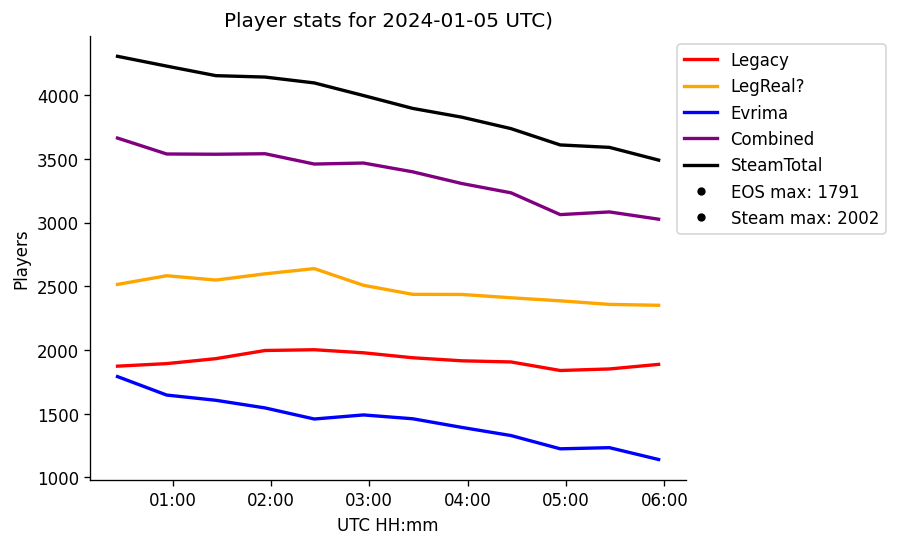 Player stats for 2024-01-05 UTC)
Players
4000
3500
3000
2500
2000
1500
1000
01:00 02:00 03:00 04:00 05:00 06:00
UTC HH:mm
Legacy
LegReal?
Evrima
Combined
SteamTotal
EOS max: 1791
Steam max: 2002